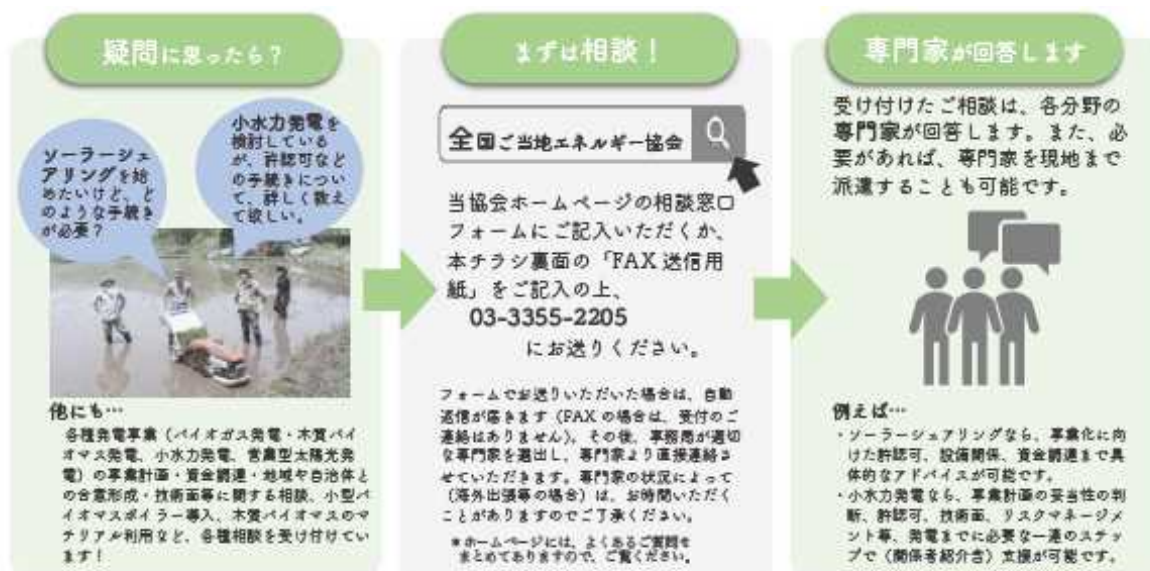 疑問に思ったら？
ソーラーシェ
アリングを始
めたいけど、ど
のような手続き
が必要？
小水力発電を
検討している
が、許認可など
の手続きについ
て、詳しく教え
て欲しい。
他にも…
各種発電事業（バイオガス発電・木質バイ
オマス発電、小水力発電、営農型太陽光発
電）の事業計画・資金調達・地域や自治体と
の合意形成・技術面等に関する相談、小型バ
イオマスボイラー導入、木質バイオマスのマ
テリアル利用など、各種相談を受け付けてい
ます！
まずは相談！
全国ご当地エネルギー協会
当協会ホームページの相談窓口
フォームにご記入いただくか、
本チラシ裏面の「FAX 送信用
紙」をご記入の上、
03-3355-2205
にお送りください。
フォームでお送りいただいた場合は、自動
返信が届きます（FAX の場合は、受付のご
連絡はありません）。その後、事務局が適切
な専門家を選出し、専門家より直接連絡さ
せていただきます。専門家の状況によって
（海外出張等の場合）は、お時間いただく
ことがありますのでご了承ください。
＊ホームページには、よくあるご質問を
まとめてありますので、ご覧ください。
専門家が回答します
受け付けたご相談は、各分野の
専門家が回答します。また、必
要があれば、専門家を現地まで
派遣することも可能です。
例えば…
・ソーラーシェアリングなら、事業化に向
けた許認可、設備関係、資金調達まで具
体的なアドバイスが可能です。
・小水力発電なら、事業計画の妥当性の判
断、許認可、技術面、リスクマネージメ
ント等、発電までに必要な一連のステッ
プで（関係者紹介含）支援が可能です。